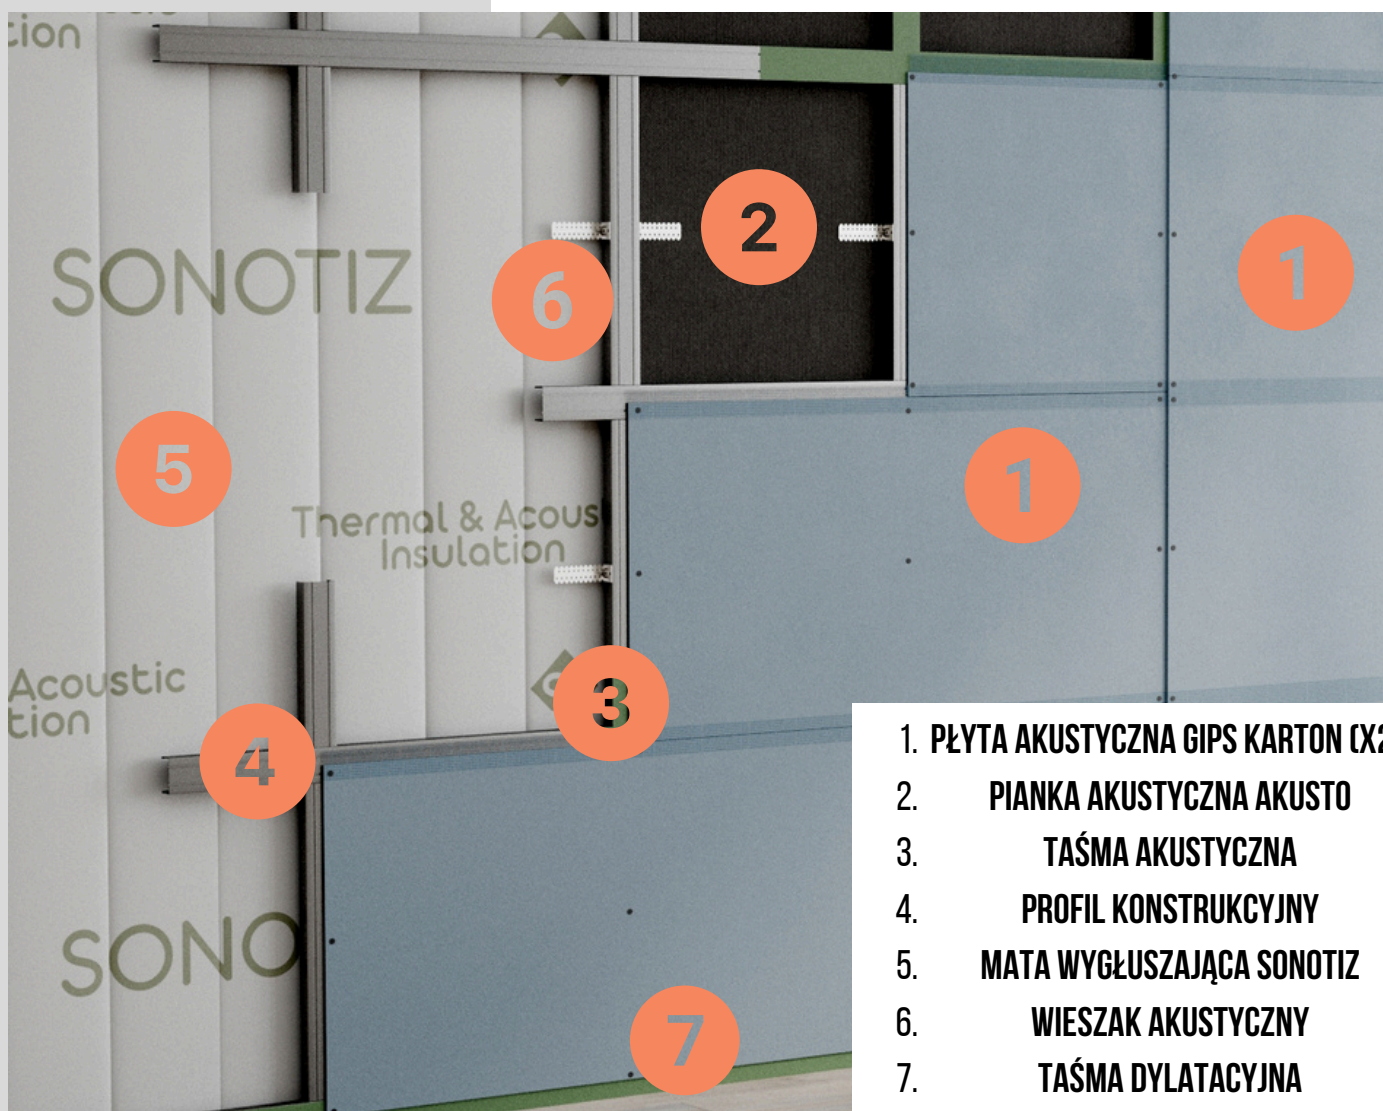 tion
2
1
6
SONOTIZ
5
1
Thermal & Acous
Insulation
3
Acoustic
tion
4
SONO
7
1. PŁYTA AKUSTYCZNA GIPS KARTON (X2
2. PIANKA AKUSTYCZNA AKUSTO
3. TAŚMA AKUSTYCZNA
4. PROFIL KONSTRUKCYJNY
5. MATA WYGŁUSZAJĄCA SONOTIZ
6. WIESZAK AKUSTYCZNY
7. TAŚMA DYLATACYJNA